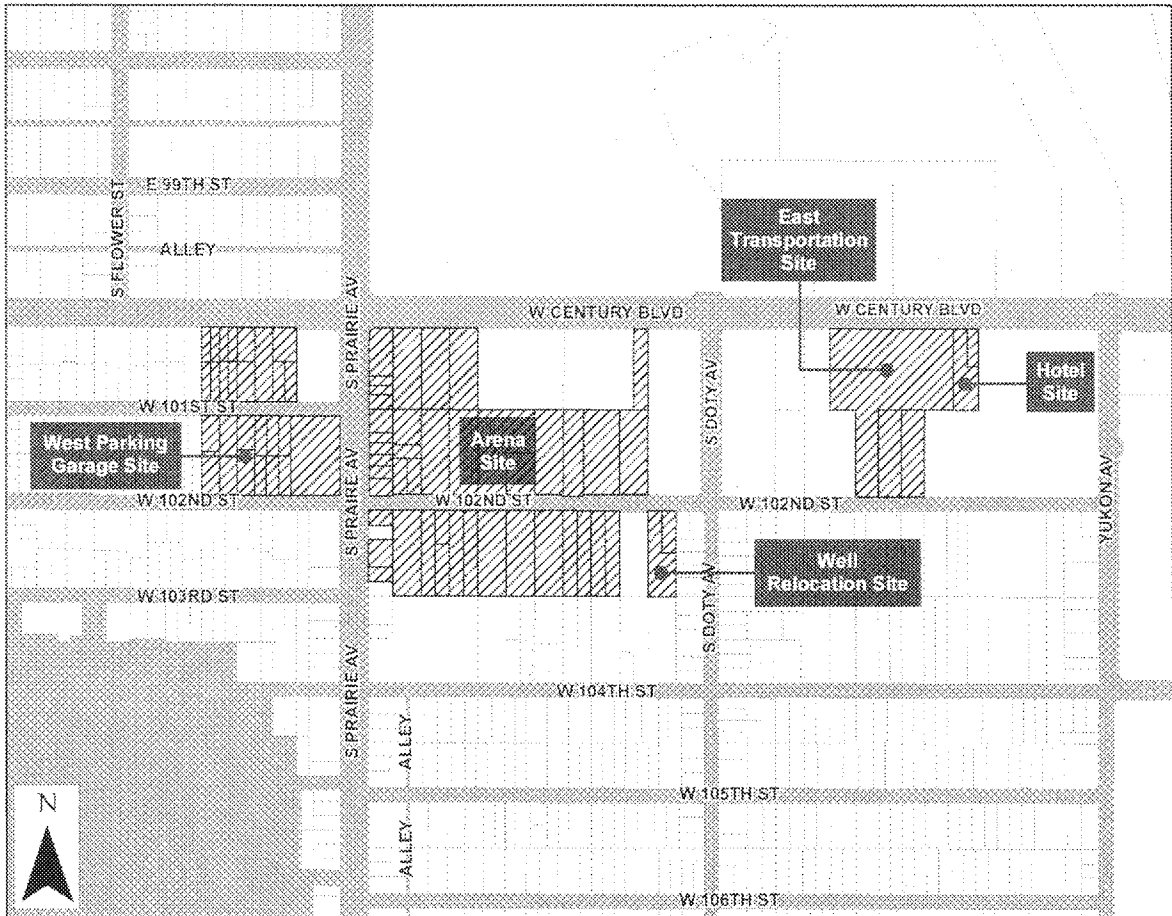 E 99TH ST
S FLOWER ST
ALLEY
S PRAIRIE AV
East
Transportation
Site
W CENTURY BLVD
W CENTURY BLVD
Hotel
Site
W 101ST ST
West Parking
Garage Site
Arena
Site
S DOTY AV
W 102ND ST
W 102ND ST
W 102ND ST
S PRAIRE AV
YUKON AV
Well
Relocation Site
W 103RD ST
S DOTY AV
W 104TH ST
S PRAIRIE AV
ALLEY
W 105TH ST
ALLEY
W 106TH ST
N